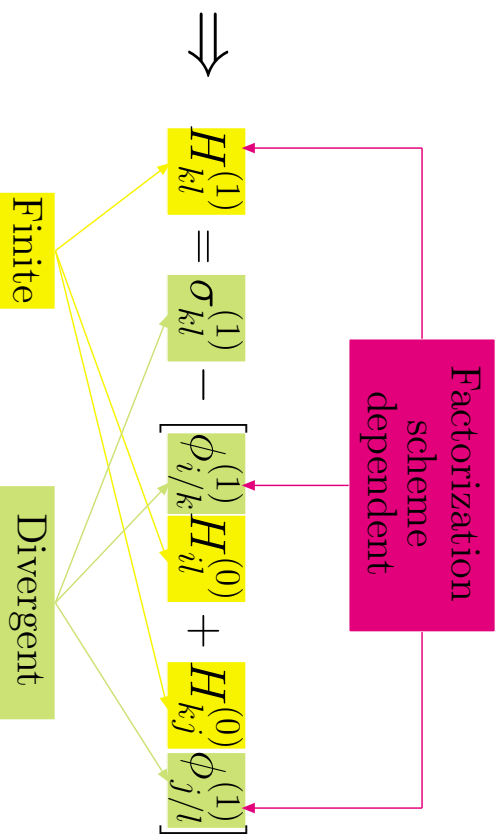 Factorization
scheme
dependent
⇒ H_{kl}^{(1)} = σ_{kl}^{(1)} − [ϕ_{i/k}^{(1)} H_{il}^{(0)} + H_{kj}^{(0)} ϕ_{j/l}^{(1)}]
Finite
Divergent